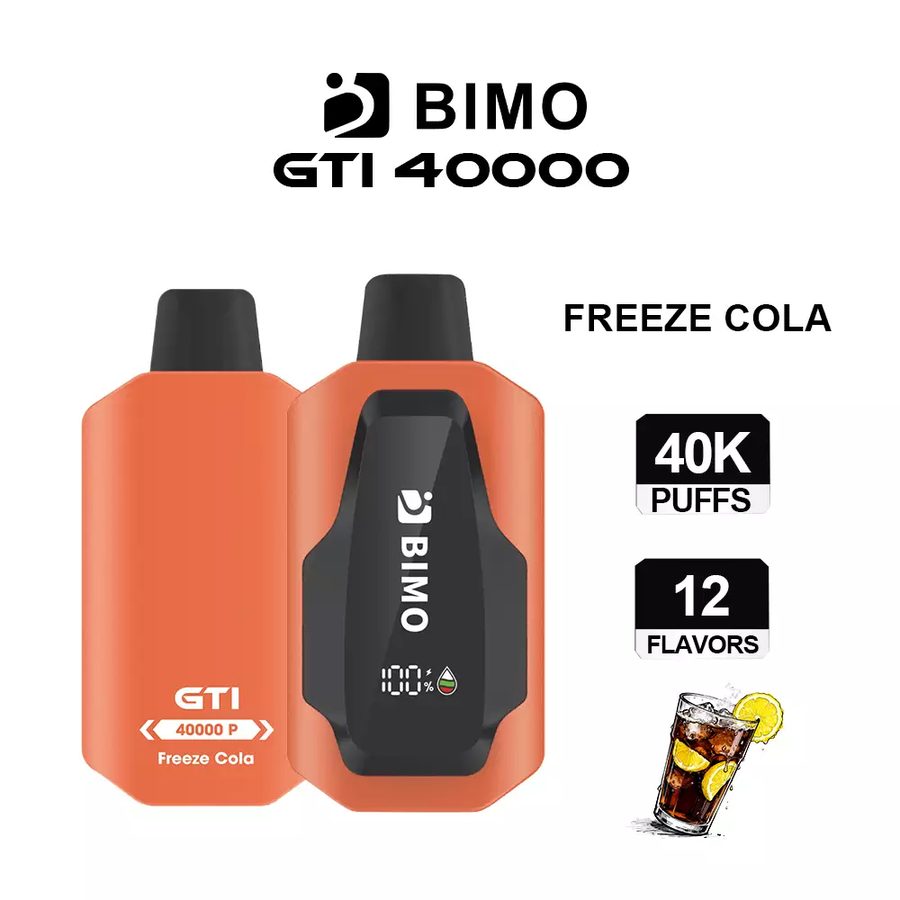 BIMO
GTI 40000
FREEZE COLA
40K
PUFFS
12
FLAVORS
BIMO
100%
GTI
40000 P
Freeze Cola